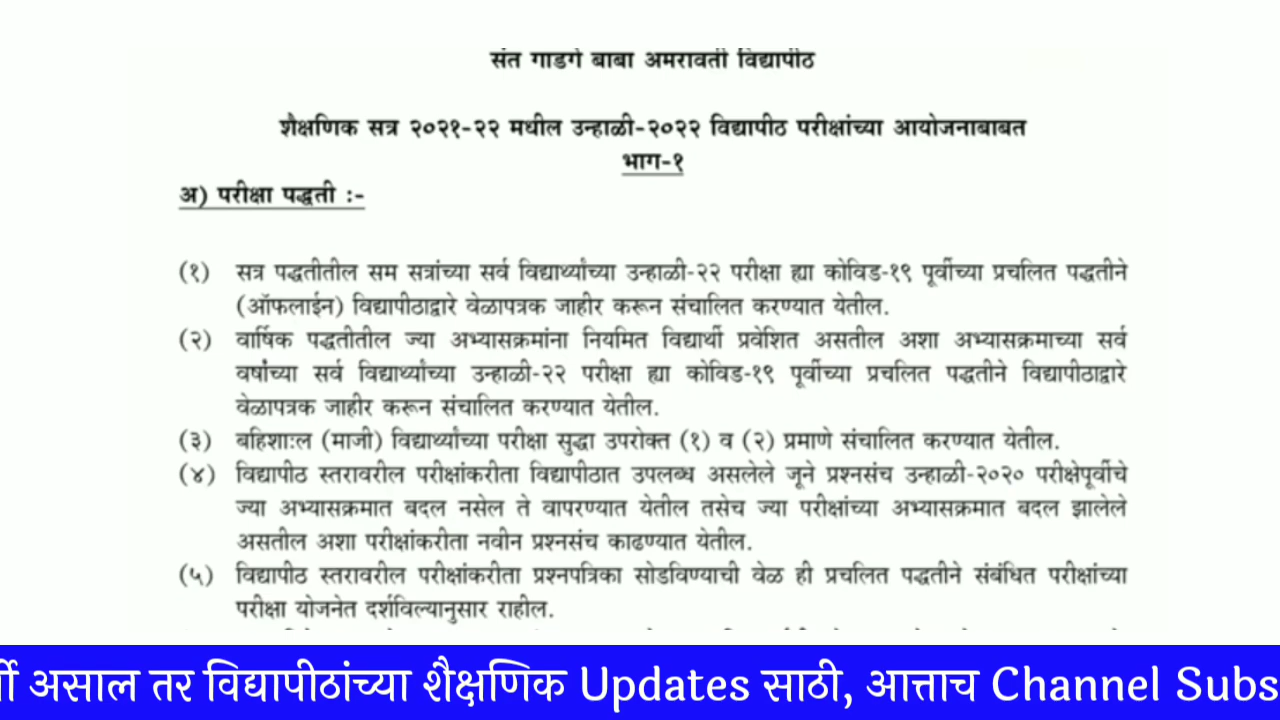 संत गाडगे बाबा अमरावती विद्यापीठ
शैक्षणिक सत्र २०२१-२२ मधील उन्हाळी-२०२२ विद्यापीठ परीक्षांच्या आयोजनाबाबत
भाग-१
अ) परीक्षा पद्धती :-
(१) सत्र पद्धतीतील सम सत्रांच्या सर्व विद्यार्थ्यांच्या उन्हाळी-२२ परीक्षा ह्या कोविड-१९ पूर्वीच्या प्रचलित पद्धतीने
(ऑफलाईन) विद्यापीठाद्वारे वेळापत्रक जाहीर करून संचालित करण्यात येतील.
(२) वार्षिक पद्धतीतील ज्या अभ्यासक्रमांना नियमित विद्यार्थी प्रवेशित असतील अशा अभ्यासक्रमाच्या सर्व
वर्षांच्या सर्व विद्यार्थ्यांच्या उन्हाळी-२२ परीक्षा ह्या कोविड-१९ पूर्वीच्या प्रचलित पद्धतीने विद्यापीठाद्वारे
वेळापत्रक जाहीर करून संचालित करण्यात येतील.
(३) बहिशाःल (माजी) विद्यार्थ्यांच्या परीक्षा सुद्धा उपरोक्त (१) व (२) प्रमाणे संचालित करण्यात येतील.
(४) विद्यापीठ स्तरावरील परीक्षांकरीता विद्यापीठात उपलब्ध असलेले जूने प्रश्नसंच उन्हाळी-२०२० परीक्षेपूर्वीचे
ज्या अभ्यासक्रमात बदल नसेल ते वापरण्यात येतील तसेच ज्या परीक्षांच्या अभ्यासक्रमात बदल झालेले
असतील अशा परीक्षांकरीता नवीन प्रश्नसंच काढण्यात येतील.
(५) विद्यापीठ स्तरावरील परीक्षांकरीता प्रश्नपत्रिका सोडविण्याची वेळ ही प्रचलित पद्धतीने संबंधित परीक्षांच्या
परीक्षा योजनेत दर्शविल्यानुसार राहील.
असाल तर विद्यापीठांच्या शैक्षणिक Updates साठी, आत्ताच Channel Subs